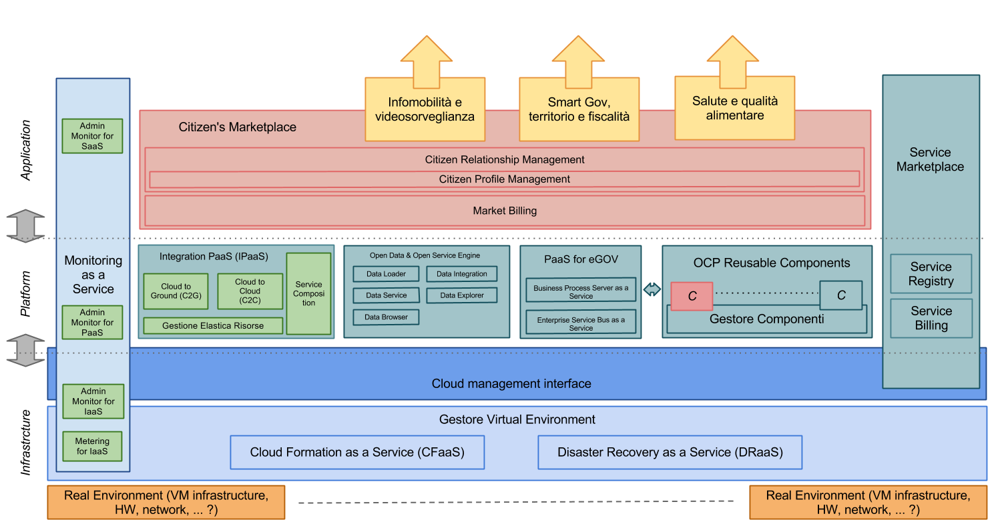 Infomobilità e
videosorveglianza
Smart Gov,
territorio e fiscalità
Salute e qualità
alimentare
Application
Admin
Monitor for
SaaS
Citizen's Marketplace
Citizen Relationship Management
Citizen Profile Management
Market Billing
Service
Marketplace
Platform
Monitoring
as a
Service
Admin
Monitor for
PaaS
Integration PaaS (IPaaS)
Cloud to
Ground (C2G)
Cloud to
Cloud
(C2C)
Service
Composi
tion
Gestione Elastica Risorse
Open Data & Open Service Engine
Data Loader
Data Integration
Data Service
Data Explorer
Data Browser
PaaS for eGOV
Business Process Server as a
Service
Enterprise Service Bus as a
Service
OCP Reusable Components
C
C
Gestore Componenti
Service
Registry
Service
Billing
Infrastrcture
Cloud management interface
Admin
Monitor for
IaaS
Metering
for IaaS
Gestore Virtual Environment
Cloud Formation as a Service (CFaaS)
Disaster Recovery as a Service (DRaaS)
Real Environment (VM infrastructure,
HW, network, ... ?)
Real Environment (VM infrastructure,
HW, network, ... ?)